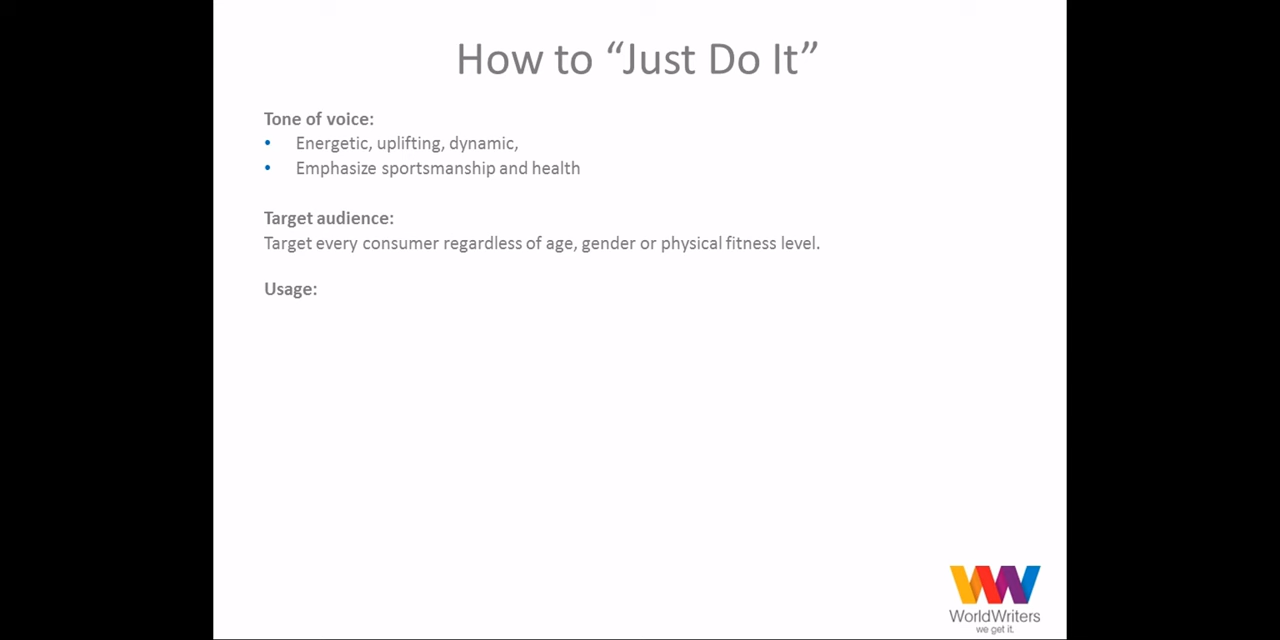 How to “Just Do It”
Tone of voice:
• Energetic, uplifting, dynamic,
• Emphasize sportsmanship and health
Target audience:
Target every consumer regardless of age, gender or physical fitness level.
Usage:
WorldWriters
we get it.